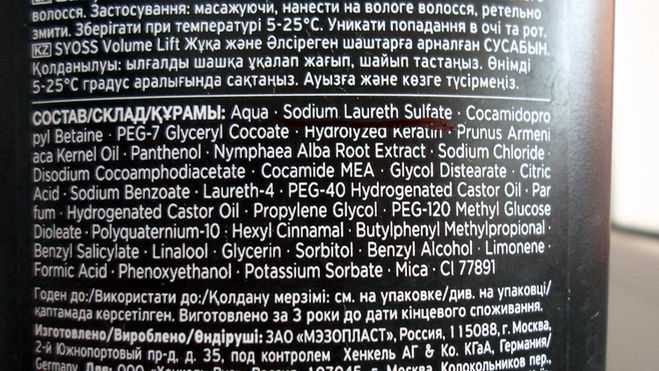 волосся. Застосування: масажуючи, нанести на вологе волосся, ретельно
змити. Зберігати при температурі 5-25°С. Уникати попадання в очі та рот.
KZ SYOSS Volume Lift Жұқа және Әлсіреген шаштарға арналған СУСАБЫН.
Қолданылуы: ылғалды шашқа ұқалап жағып, шайып тастаңыз. Өнімді
5-25°С градус аралығында сақтаңыз. Ауызға және көзге түсірмеңіз.
СОСТАВ/СКЛАД/ҚҰРАМЫ: Aqua · Sodium Laureth Sulfate · Cocamidopro
pyl Betaine · PEG-7 Glyceryl Cocoate · Hydrolyzed Keratin · Prunus Armeni
aca Kernel Oil · Panthenol · Nymphaea Alba Root Extract · Sodium Chloride ·
Disodium Cocoamphodiacetate · Cocamide MEA · Glycol Distearate · Citric
Acid · Sodium Benzoate · Laureth-4 · PEG-40 Hydrogenated Castor Oil · Par
fum · Hydrogenated Castor Oil · Propylene Glycol · PEG-120 Methyl Glucose
Dioleate · Polyquaternium-10 · Hexyl Cinnamal · Butylphenyl Methylpropional ·
Benzyl Salicylate · Linalool · Glycerin · Sorbitol · Benzyl Alcohol · Limonene ·
Formic Acid · Phenoxyethanol · Potassium Sorbate · Mica · CI 77891
Годен до:/Використати до:/Қолдану мерзімі: см. на упаковке/див. на упаковці/
қаптамада көрсетілген. Виготовлено за 3 роки до дати кінцевого споживання.
Изготовлено/Вироблено/Өндіруші: ЗАО «МЭЗОПЛАСТ», Россия, 115088, г. Москва,
2-й Южнопортовый пр-д, д. 35, под контролем Хенкель АГ & Ко. КГаА, Германия/
Germany.